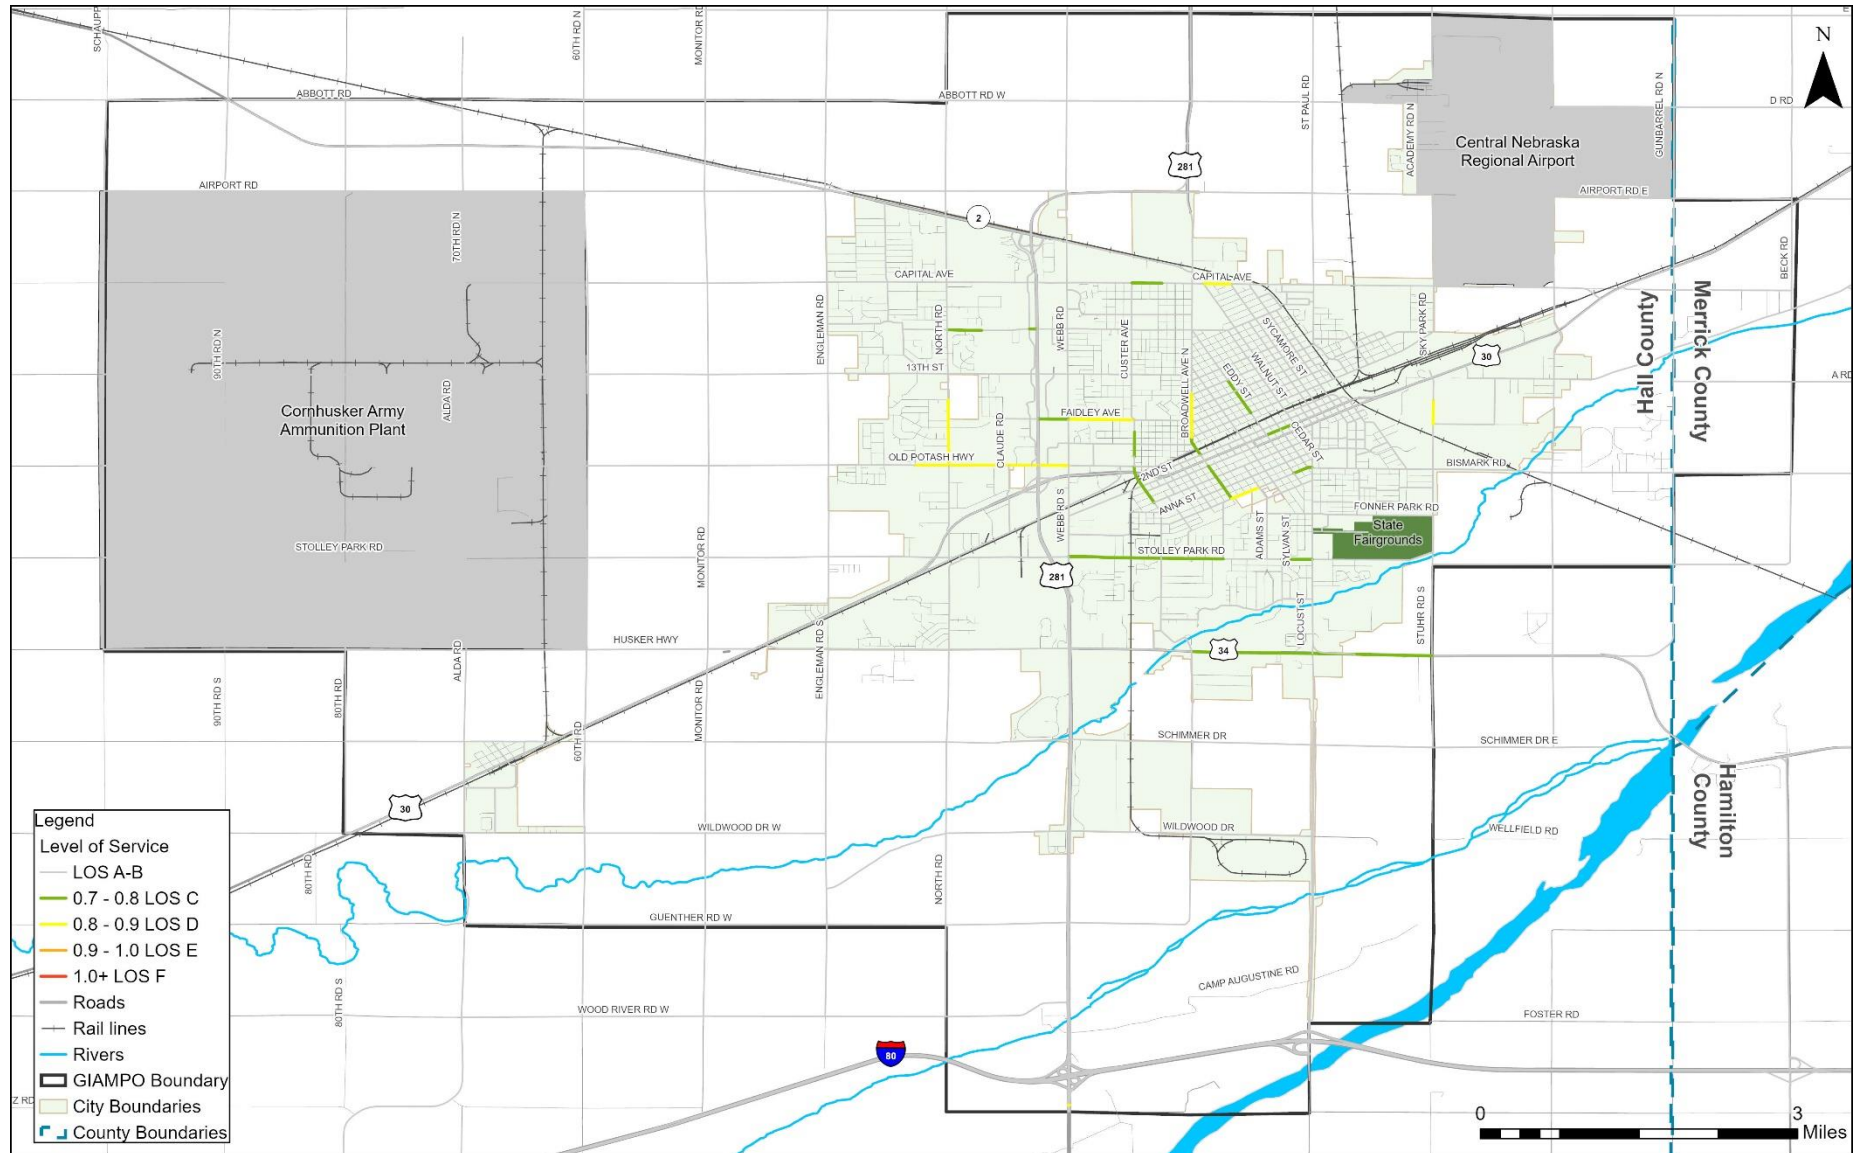 SCHAUPP
60TH RD N
MONITOR RD
N
ABBOTT RD
ABBOTT RD W
ST PAUL RD
ACADEMY RD N
GUNBARREL RD N
D RD
Central Nebraska
Regional Airport
281
AIRPORT RD
AIRPORT RD E
70TH RD N
2
BECK RD
CAPITAL AVE
CAPITAL AVE
ENGLEMAN RD
NORTH RD
WEBB RD
CUSTER AVE
BROADWELL AVE N
SYCAMORE ST
WALNUT ST
EDDY ST
SKY PARK RD
30
Hall County
Merrick County
90TH RD N
13TH ST
A RD
ALDA RD
Cornhusker Army
Ammunition Plant
FAIDLEY AVE
CLAUDE RD
CEDAR ST
OLD POTASH HWY
2ND ST
BISMARK RD
ANNA ST
FONNER PARK RD
WEBB RD S
ADAMS ST
SYLVAN ST
State
Fairgrounds
STOLLEY PARK RD
STOLLEY PARK RD
MONITOR RD
281
LOCUST ST
STUHR RD S
HUSKER HWY
ENGLEMAN RD S
34
ALDA RD
90TH RD S
80TH RD
60TH RD
MONITOR RD
SCHIMMER DR
SCHIMMER DR E
Hamilton
County
30
WILDWOOD DR W
WILDWOOD DR
WELLFIELD RD
80TH RD
NORTH RD
GUENTHER RD W
80TH RD S
CAMP AUGUSTINE RD
WOOD RIVER RD W
FOSTER RD
80
Z RD
Legend
Level of Service
LOS A-B
0.7 - 0.8 LOS C
0.8 - 0.9 LOS D
0.9 - 1.0 LOS E
1.0+ LOS F
Roads
Rail lines
Rivers
GIAMPO Boundary
City Boundaries
County Boundaries
0
3
Miles